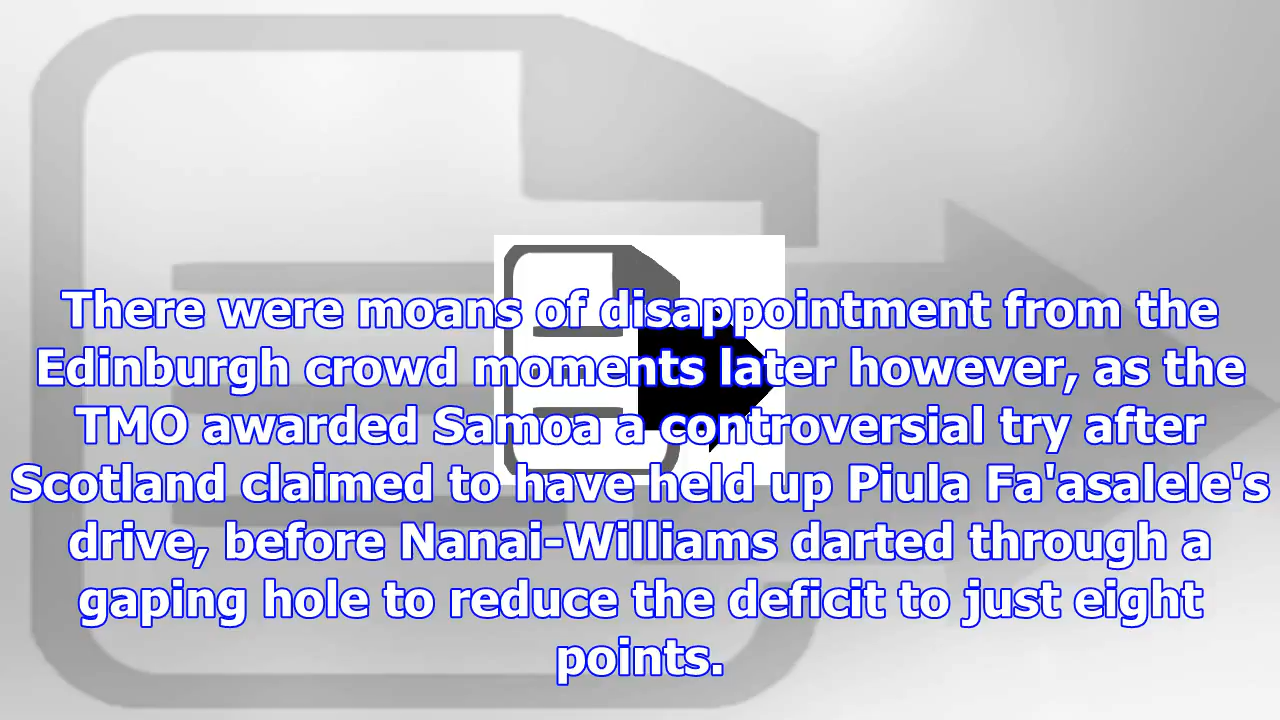 There were moans of disappointment from the
Edinburgh crowd moments later however, as the
TMO awarded Samoa a controversial try after
Scotland claimed to have held up Piula Fa'asalele's
drive, before Nanai-Williams darted through a
gaping hole to reduce the deficit to just eight
points.